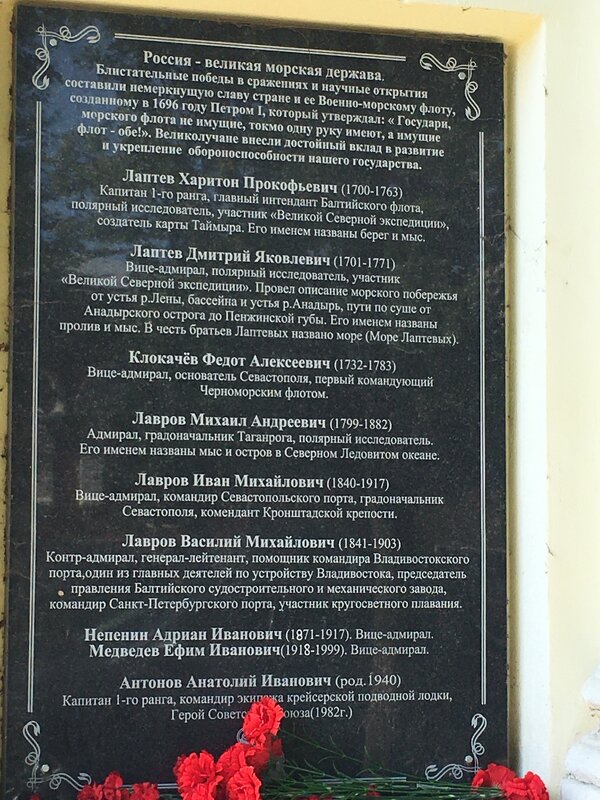 Россия - великая морская держава.
Блистательные победы в сражениях и научные открытия
составили немеркнущую славу стране и ее Военно-морскому флоту,
созданному в 1696 году Петром I, который утверждал: « Государи,
морского флота не имущие, токмо одну руку имеют, а имущие
флот - обе!». Великолучане внесли достойный вклад в развитие
и укрепление обороноспособности нашего государства.
Лаптев Харитон Прокофьевич (1700-1763)
Капитан 1-го ранга, главный интендант Балтийского флота,
полярный исследователь, участник «Великой Северной экспедиции»,
создатель карты Таймыра. Его именем названы берег и мыс.
Лаптев Дмитрий Яковлевич (1701-1771)
Вице-адмирал, полярный исследователь, участник
«Великой Северной экспедиции». Провел описание морского побережья
от устья р.Лены, бассейна и устья р.Анадырь, пути по суше от
Анадырского острога до Пенжинской губы. Его именем названы
пролив и мыс. В честь братьев Лаптевых названо море (Море Лаптевых).
Клокачёв Федот Алексеевич (1732-1783)
Вице-адмирал, основатель Севастополя, первый командующий
Черноморским флотом.
Лавров Михаил Андреевич (1799-1882)
Адмирал, градоначальник Таганрога, полярный исследователь.
Его именем названы мыс и остров в Северном Ледовитом океане.
Лавров Иван Михайлович (1840-1917)
Вице-адмирал, командир Севастопольского порта, градоначальник
Севастополя, комендант Кронштадской крепости.
Лавров Василий Михайлович (1841-1903)
Контр-адмирал, генерал-лейтенант, помощник командира Владивостокского
порта,один из главных деятелей по устройству Владивостока, председатель
правления Балтийского судостроительного и механического завода,
командир Санкт-Петербургского порта, участник кругосветного плавания.
Непенин Адриан Иванович (1871-1917). Вице-адмирал.
Медведев Ефим Иванович(1918-1999). Вице-адмирал.
Антонов Анатолий Иванович (род.1940)
Капитан 1-го ранга, командир экипажа крейсерской подводной лодки,
Герой (1982г.)